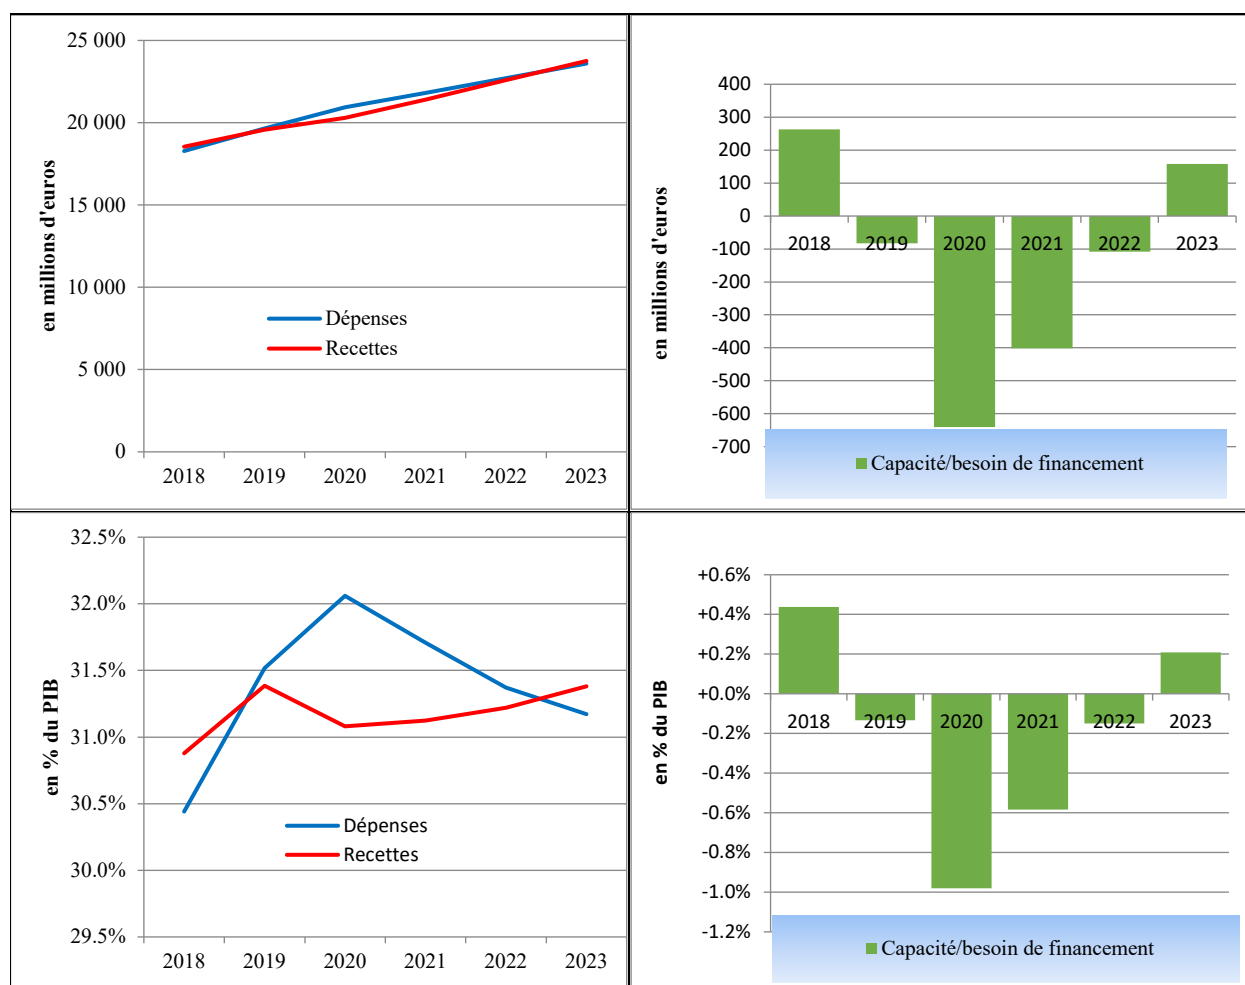 en millions d'euros
25 000
20 000
15 000
10 000
5 000
0
Dépenses
Recettes
2018 2019 2020 2021 2022 2023
en millions d'euros
400
300
200
100
0
-100
-200
-300
-400
-500
-600
-700
2018 2019 2020 2021 2022 2023
Capacité/besoin de financement
en % du PIB
32.5%
32.0%
31.5%
31.0%
30.5%
30.0%
29.5%
Dépenses
Recettes
2018 2019 2020 2021 2022 2023
en % du PIB
+0.6%
+0.4%
+0.2%
+0.0%
-0.2%
-0.4%
-0.6%
-0.8%
-1.0%
-1.2%
2018 2019 2020 2021 2022 2023
Capacité/besoin de financement